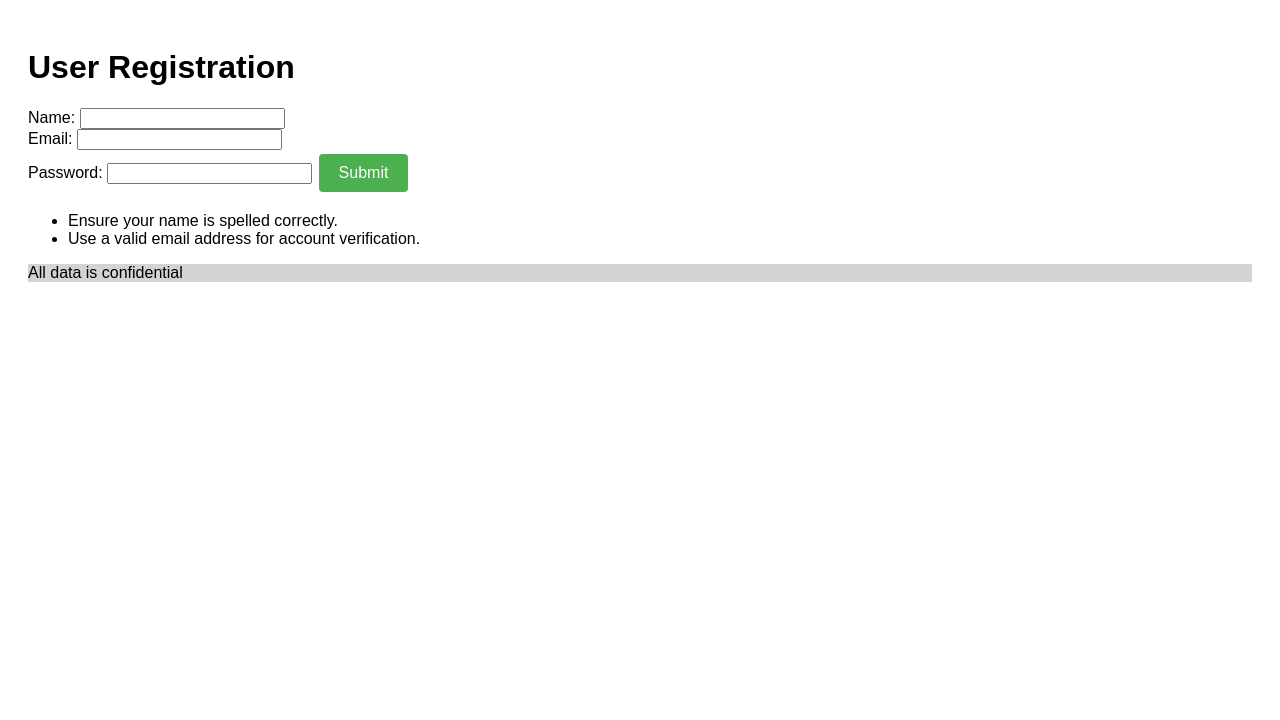 User Registration
Name:
Email:
Password: Submit
Ensure your name is spelled correctly.
Use a valid email address for account verification.
All data is confidential